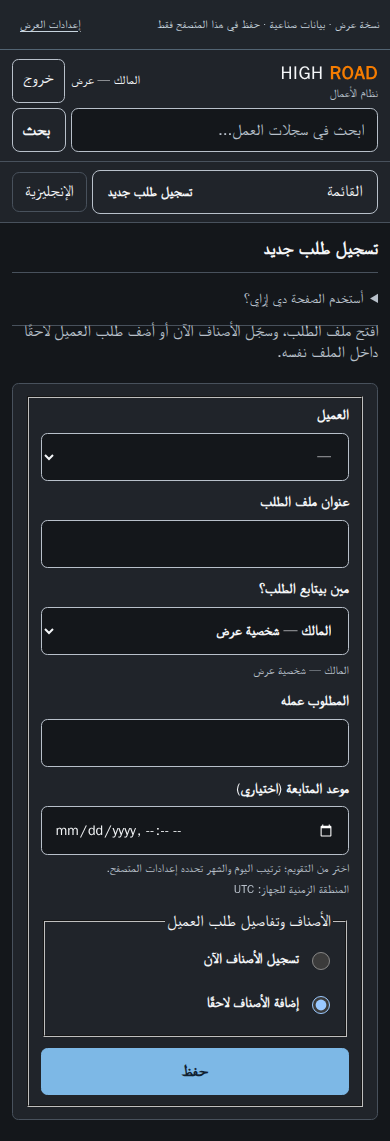 نسخة عرض · بيانات صناعية · حفظ في هذا المتصفح فقط
إعدادات العرض
HIGH ROAD
نظام الأعمال
المالك — عرض
خروج
ابحث في سجلات العمل...
بحث
القائمة
تسجيل طلب جديد
الإنجليزية
تسجيل طلب جديد
◀ أستخدم الصفحة دي إزاي؟
افتح ملف الطلب، وسجّل الأصناف الآن أو أضف طلب العميل لاحقًا
داخل الملف نفسه.
العميل
—
عنوان ملف الطلب
مين بيتابع الطلب؟
المالك — شخصية عرض
المالك — شخصية عرض
المطلوب عمله
موعد المتابعة (اختياري)
mm/dd/yyyy, --:-- --
اختر من التقويم؛ ترتيب اليوم والشهر تحدده إعدادات المتصفح.
المنطقة الزمنية للجهاز: UTC
الأصناف وتفاصيل طلب العميل
تسجيل الأصناف الآن
إضافة الأصناف لاحقًا
حفظ